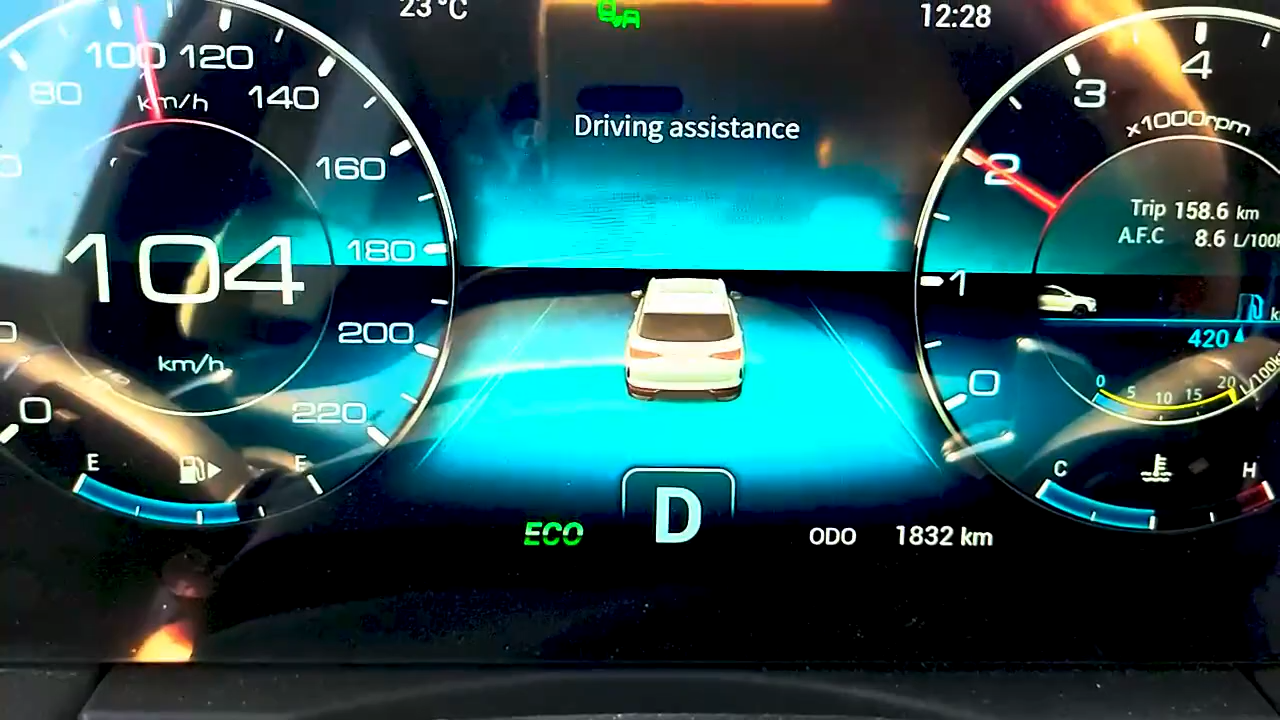 23 °C
A
12:28
80
100
120
140
160
180
200
220
km/h
104
km/h
0
Driving assistance
D
ECO
ODO 1832 km
4
3
2
1
0
x1000rpm
Trip 158.6 km
A.F.C 8.6 L/100
420
0 5 10 15 20
L/100k
E F
C H